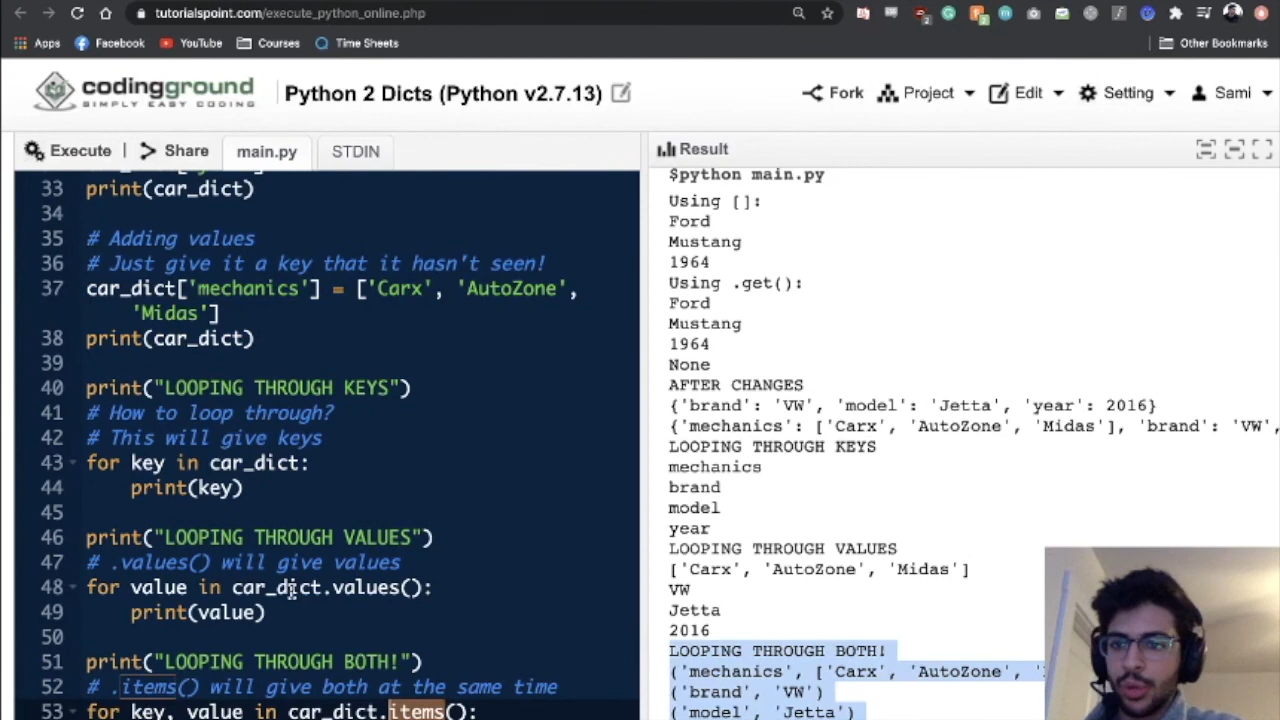 tutorialspoint.com/execute_python_online.php
Apps Facebook YouTube Courses Time Sheets Other Bookmarks
codingground
SIMPLY EASY CODING
Python 2 Dicts (Python v2.7.13)
Fork Project Edit Setting Sami
Execute | Share main.py STDIN
33 print(car_dict)
34
35 # Adding values
36 # Just give it a key that it hasn't seen!
37 car_dict['mechanics'] = ['Carx', 'AutoZone',
'Midas']
38 print(car_dict)
39
40 print("LOOPING THROUGH KEYS")
41 # How to loop through?
42 # This will give keys
43 for key in car_dict:
44 print(key)
45
46 print("LOOPING THROUGH VALUES")
47 # .values() will give values
48 for value in car_dict.values():
49 print(value)
50
51 print("LOOPING THROUGH BOTH!")
52 # .items() will give both at the same time
53 for key, value in car_dict.items():
Result
$python main.py
Using []:
Ford
Mustang
1964
Using .get():
Ford
Mustang
1964
None
AFTER CHANGES
{'brand': 'VW', 'model': 'Jetta', 'year': 2016}
{'mechanics': ['Carx', 'AutoZone', 'Midas'], 'brand': 'VW',
LOOPING THROUGH KEYS
mechanics
brand
model
year
LOOPING THROUGH VALUES
['Carx', 'AutoZone', 'Midas']
VW
Jetta
2016
LOOPING THROUGH BOTH!
('mechanics', ['Carx', 'AutoZone',
('brand', 'VW')
('model', 'Jetta')